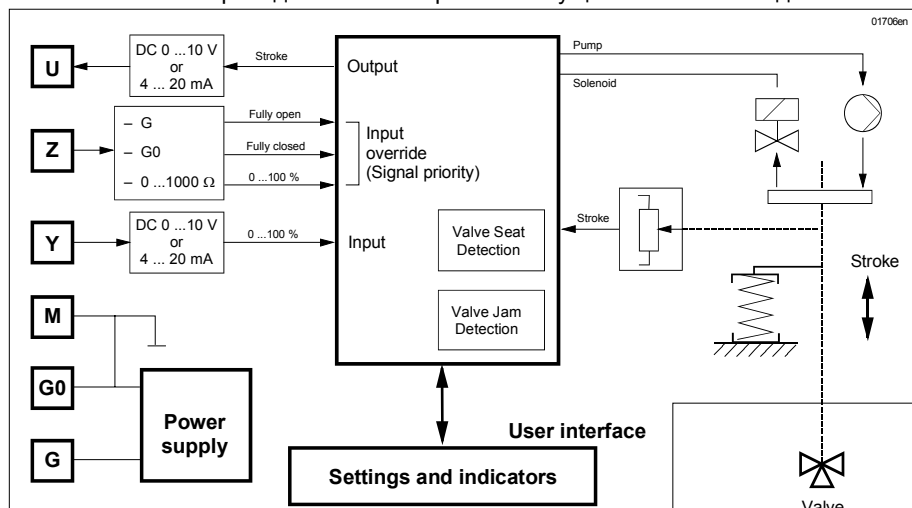 01706en
U
DC 0 ...10 V
or
4 ... 20 mA
Stroke
Output
Pump
Solenoid
Z
– G
– G0
– 0 ...1000 Ω
Fully open
Fully closed
0 ...100 %
Input
override
(Signal priority)
Y
DC 0 ...10 V
or
4 ... 20 mA
0 ...100 %
Input
Valve Seat
Detection
Valve Jam
Detection
Stroke
Stroke
M
G0
G
Power
supply
User interface
Settings and indicators
Valve